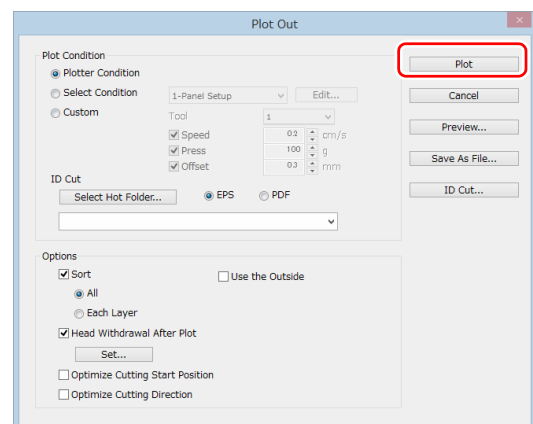 Plot Out
Plot Condition
Plotter Condition
Select Condition 1-Panel Setup Edit...
Custom Tool 1
Speed 0.2 cm/s
Press 100 g
Offset 0.3 mm
ID Cut
Select Hot Folder... EPS PDF
Options
Sort Use the Outside
All
Each Layer
Head Withdrawal After Plot
Set...
Optimize Cutting Start Position
Optimize Cutting Direction
Plot
Cancel
Preview...
Save As File...
ID Cut...